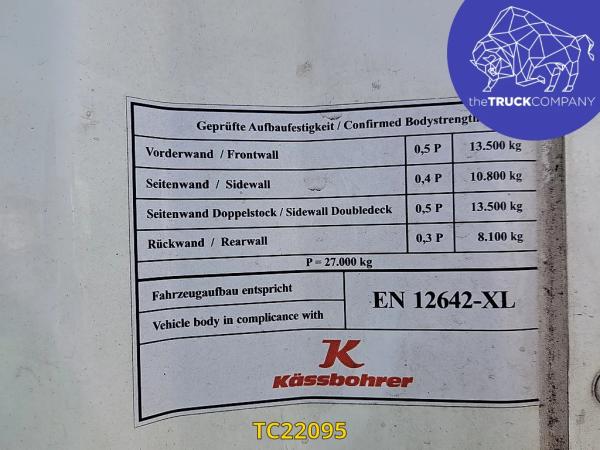 theTRUCKCOMPANY
Geprüfte Aufbaufestigkeit / Confirmed Bodystrength
Vorderwand / Frontwall 0,5 P 13.500 kg
Seitenwand / Sidewall 0,4 P 10.800 kg
Seitenwand Doppelstock / Sidewall Doubledeck 0,5 P 13.500 kg
Rückwand / Rearwall 0,3 P 8.100 kg
P = 27.000 kg
Fahrzeugaufbau entspricht
Vehicle body in complicance with
EN 12642-XL
K
Kässbohrer
TC22095